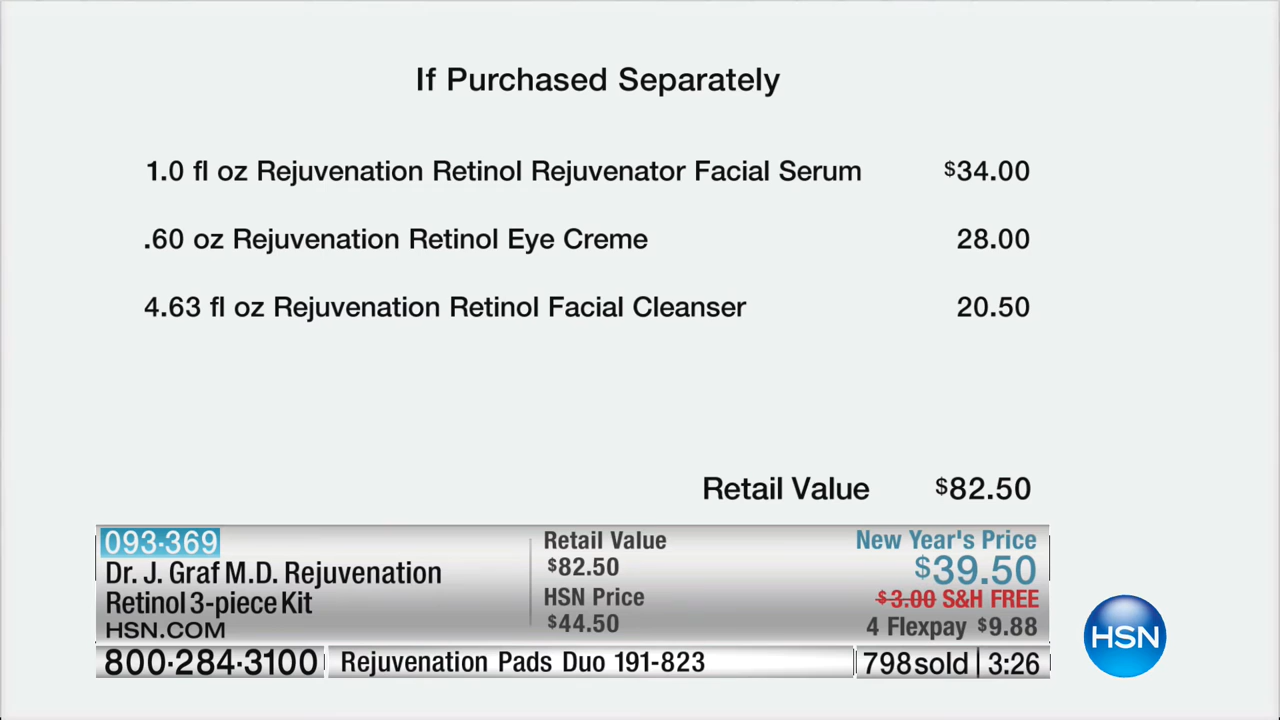 If Purchased Separately
1.0 fl oz Rejuvenation Retinol Rejuvenator Facial Serum $34.00
.60 oz Rejuvenation Retinol Eye Creme 28.00
4.63 fl oz Rejuvenation Retinol Facial Cleanser 20.50
Retail Value $82.50
093·369
Dr. J. Graf M.D. Rejuvenation
Retinol 3-piece Kit
HSN.COM
Retail Value
$82.50
HSN Price
$44.50
New Year's Price
$39.50
$3.00 S&H FREE
4 Flexpay $9.88
HSN
800·284·3100 Rejuvenation Pads Duo 191-823 798sold | 3:26